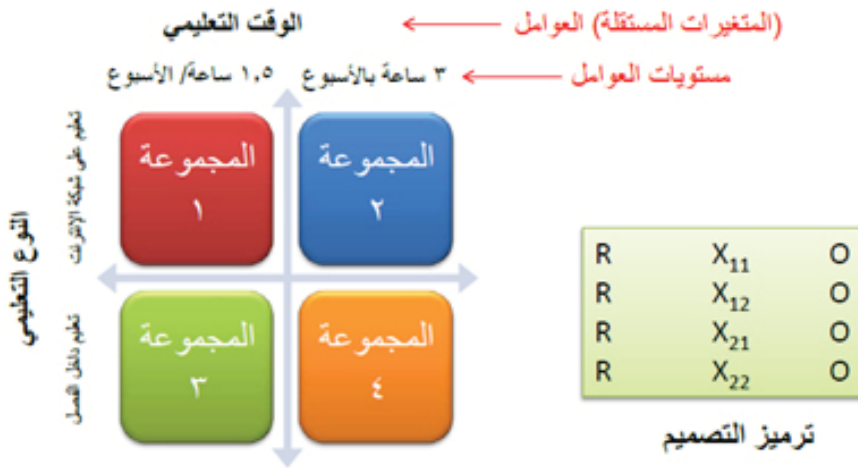 (المتغيرات المستقلة) العوامل
الوقت التعليمي
مستويات العوامل
٣ ساعة بالأسبوع
١,٥ ساعة/ الأسبوع
النوع التعليمي
تعليم على شبكة الإنترنت
تعليم داخل الفصل
المجموعة
١
المجموعة
٢
المجموعة
٣
المجموعة
٤
R X₁₁ O
R X₁₂ O
R X₂₁ O
R X₂₂ O
ترميز التصميم